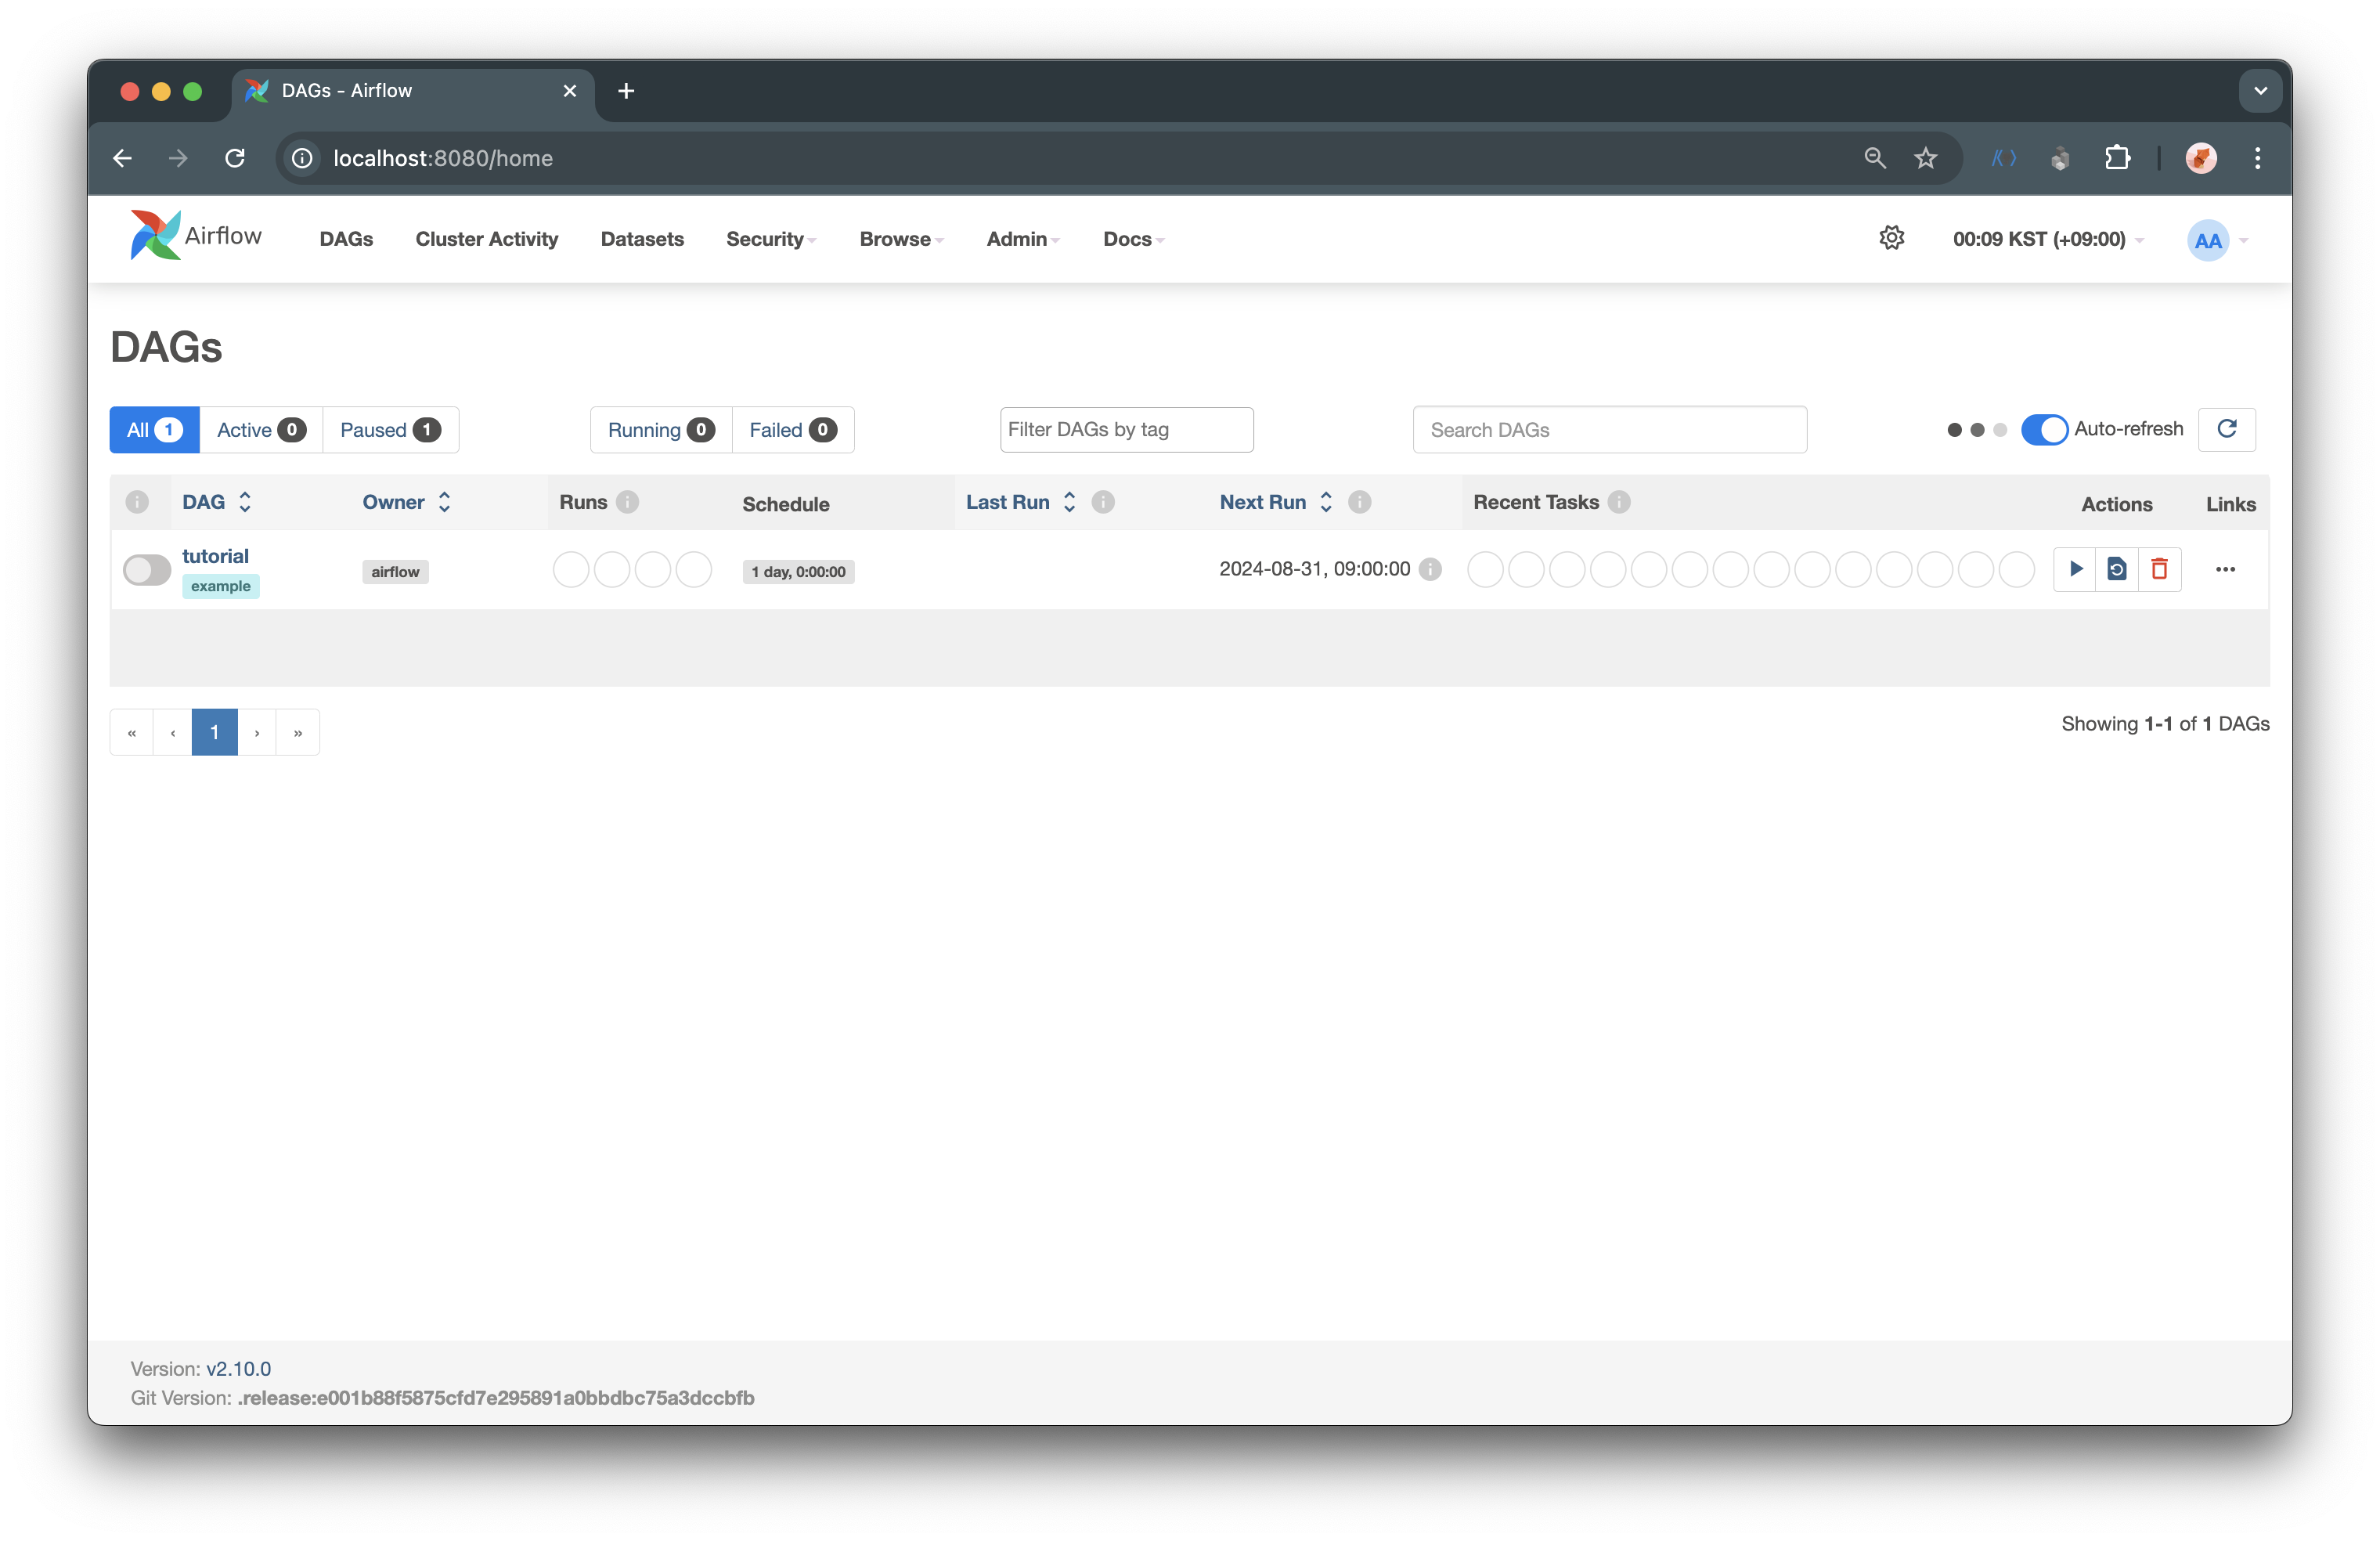 DAGs - Airflow
localhost:8080/home
Airflow DAGs Cluster Activity Datasets Security Browse Admin Docs 00:09 KST (+09:00) AA
DAGs
All 1 Active 0 Paused 1 Running 0 Failed 0 Filter DAGs by tag Search DAGs Auto-refresh
DAG Owner Runs Schedule Last Run Next Run Recent Tasks Actions Links
tutorial airflow 1 day, 0:00:00 2024-08-31, 09:00:00
example
« ‹ 1 › » Showing 1-1 of 1 DAGs
Version: v2.10.0
Git Version: .release:e001b88f5875cfd7e295891a0bbdbc75a3dccbfb